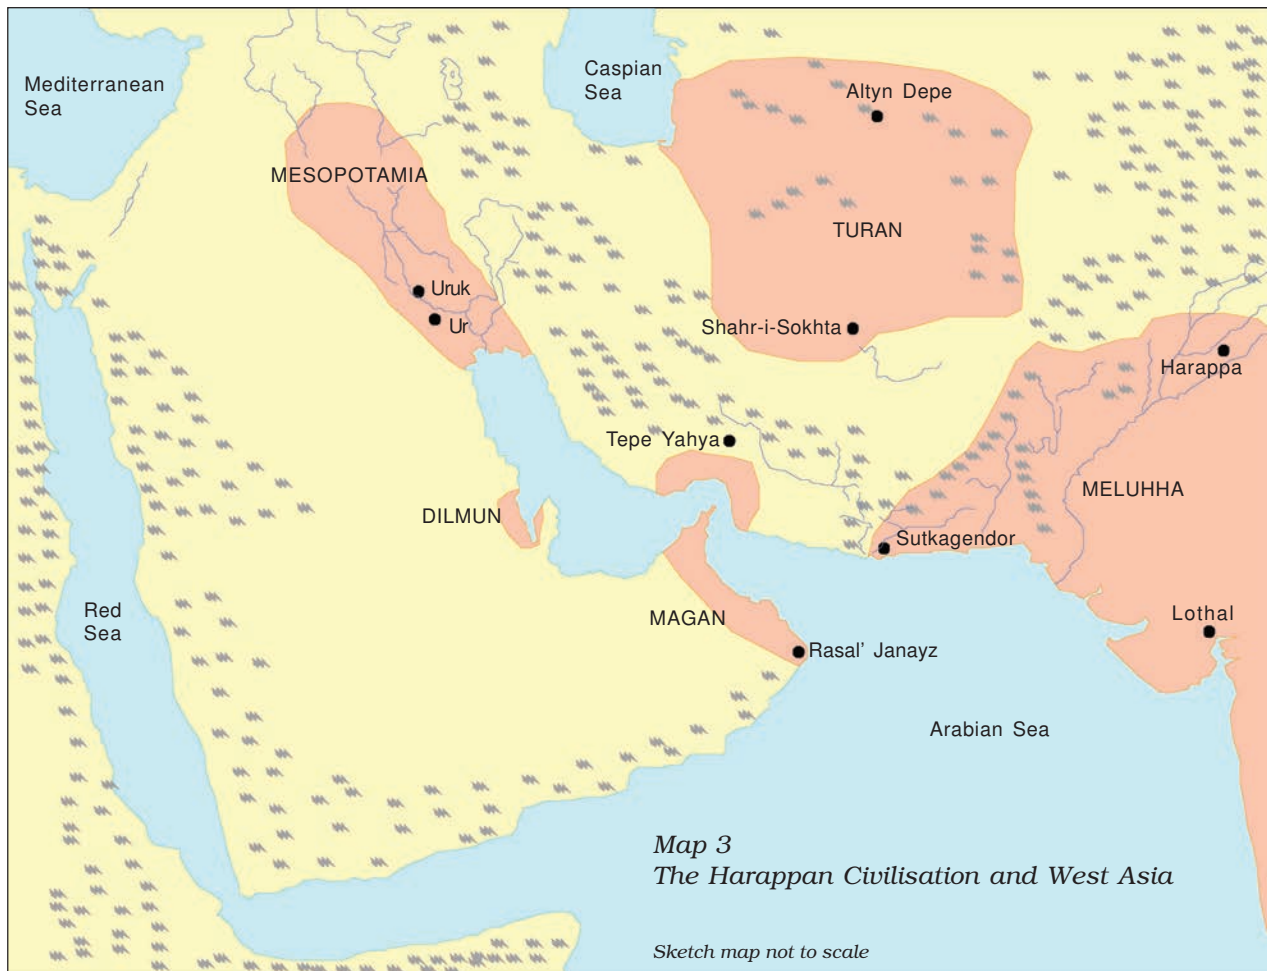 Mediterranean
Sea
Caspian
Sea
Altyn Depe
MESOPOTAMIA
TURAN
Uruk
Ur
Shahr-i-Sokhta
Harappa
Tepe Yahya
MELUHHA
DILMUN
Sutkagendor
Red
Sea
MAGAN
Lothal
Rasal' Janayz
Arabian Sea
Map 3
The Harappan Civilisation and West Asia
Sketch map not to scale